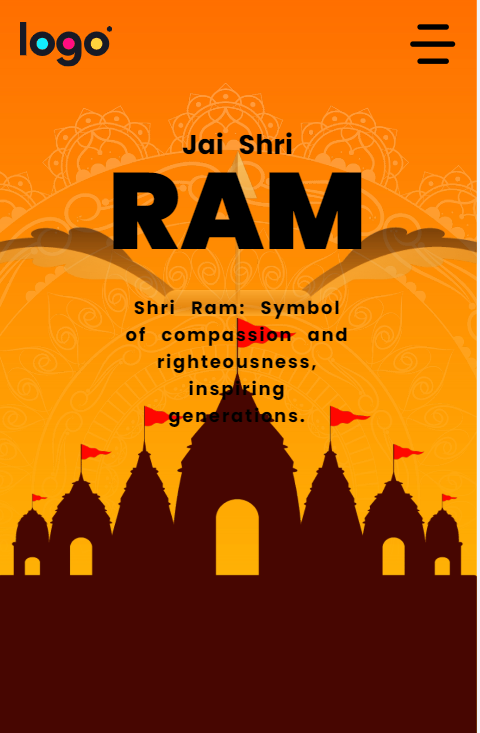 logo
Jai Shri
RAM
Shri Ram: Symbol
of compassion and
righteousness,
inspiring
generations.